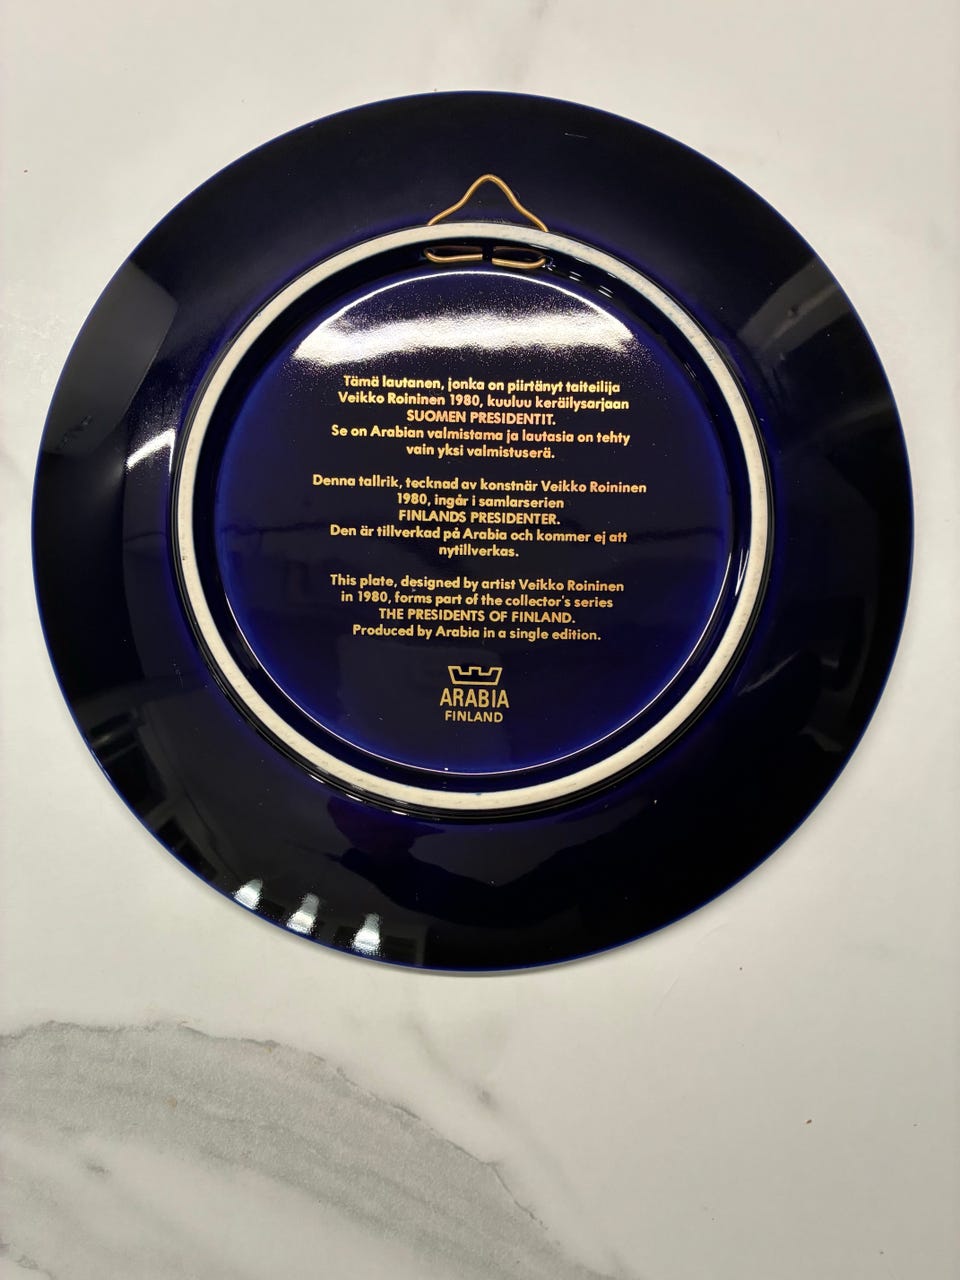 Tämä lautanen, jonka on piirtänyt taiteilija
Veikko Roininen 1980, kuuluu keräilysarjaan
SUOMEN PRESIDENTIT.
Se on Arabian valmistama ja lautasia on tehty
vain yksi valmistuserä.
Denna tallrik, tecknad av konstnär Veikko Roininen
1980, ingår i samlarserien
FINLANDS PRESIDENTER.
Den är tillverkad på Arabia och kommer ej att
nytillverkas.
This plate, designed by artist Veikko Roininen
in 1980, forms part of the collector's series
THE PRESIDENTS OF FINLAND.
Produced by Arabia in a single edition.
ARABIA
FINLAND